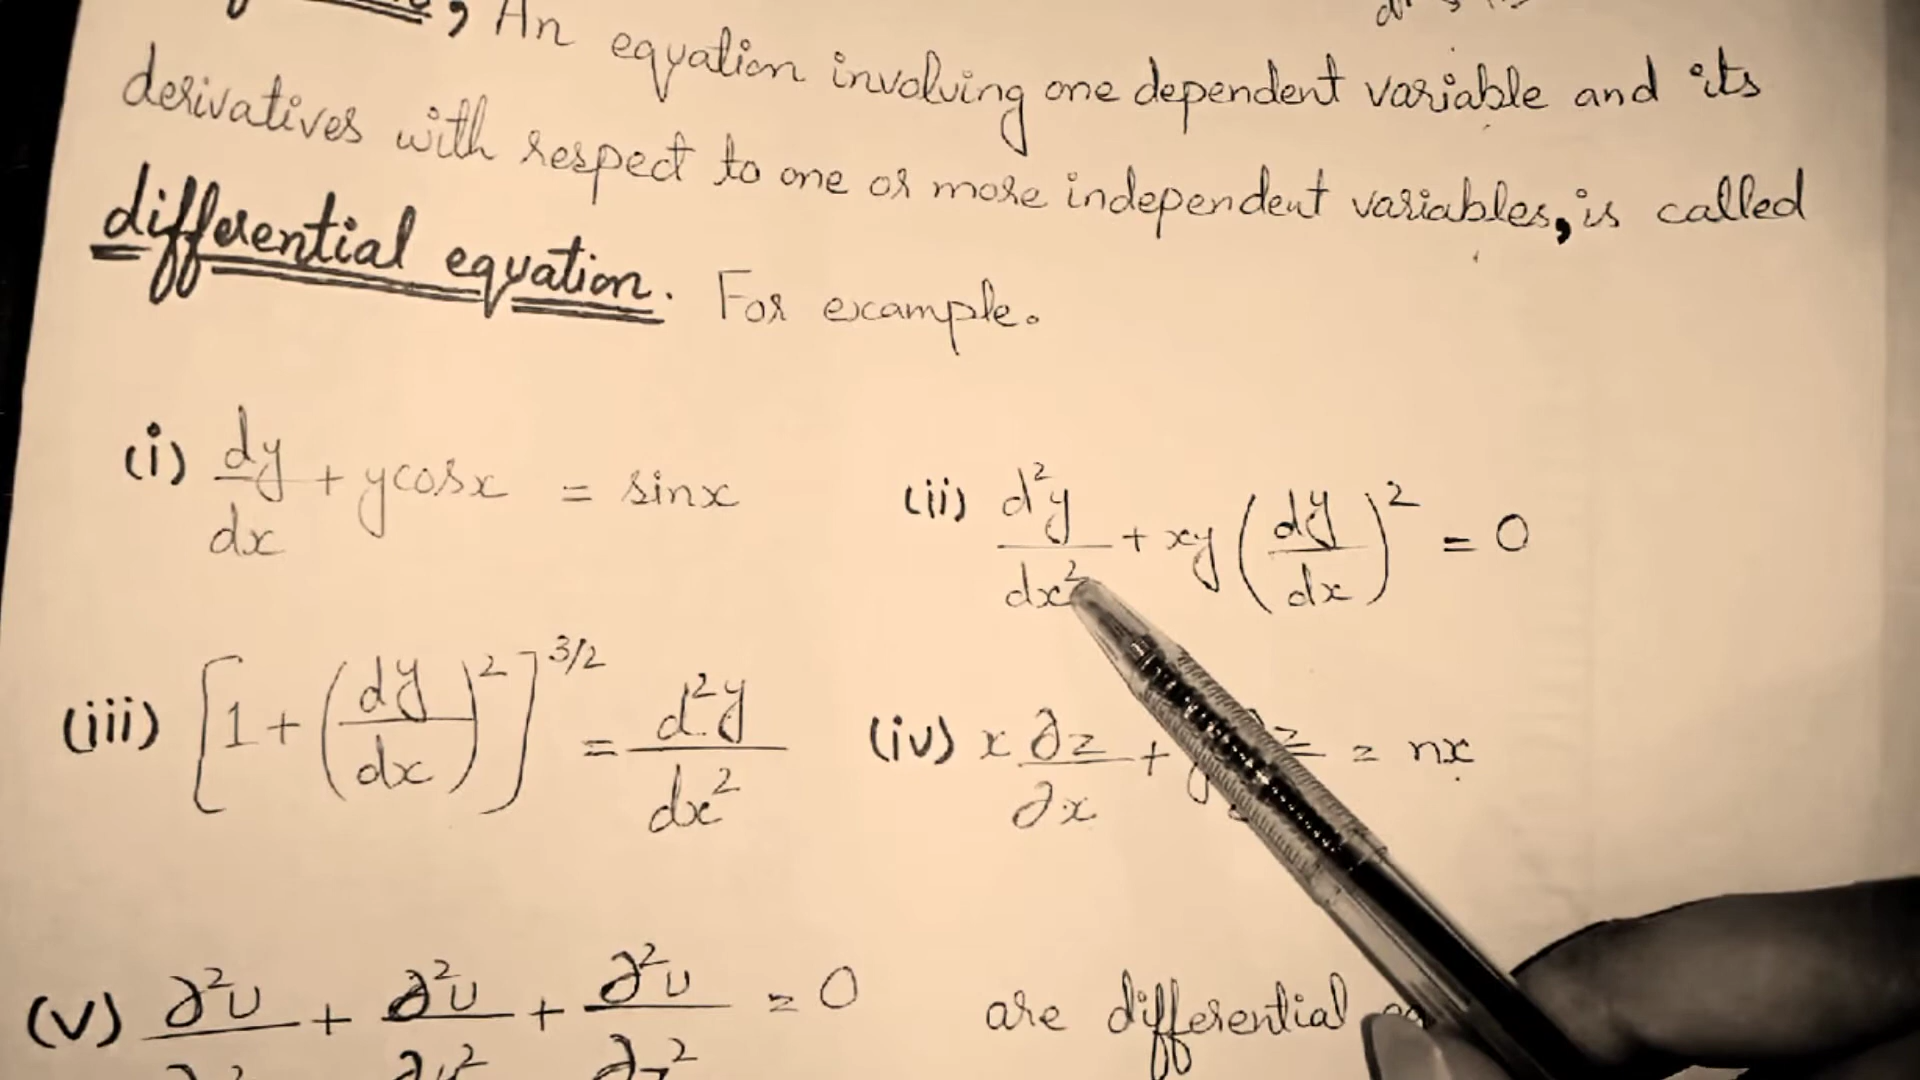 , An equation involving one dependent variable and its
derivatives with respect to one or more independent variables, is called
differential equation. For example.
(i) dy/dx + ycosx = sinx (ii) d²y/dx² + xy(dy/dx)² = 0
(iii) [1 + (dy/dx)²]^3/2 = d²y/dx² (iv) x ∂z/∂x + = nx
(v) ∂²u + ∂²u + ∂²u = 0 are differential